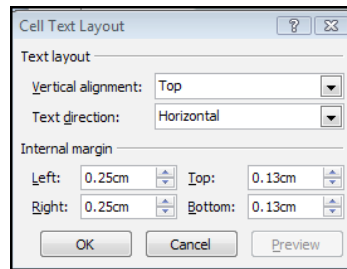 Cell Text Layout
Text layout
Vertical alignment: Top
Text direction: Horizontal
Internal margin
Left: 0.25cm Top: 0.13cm
Right: 0.25cm Bottom: 0.13cm
OK Cancel Preview